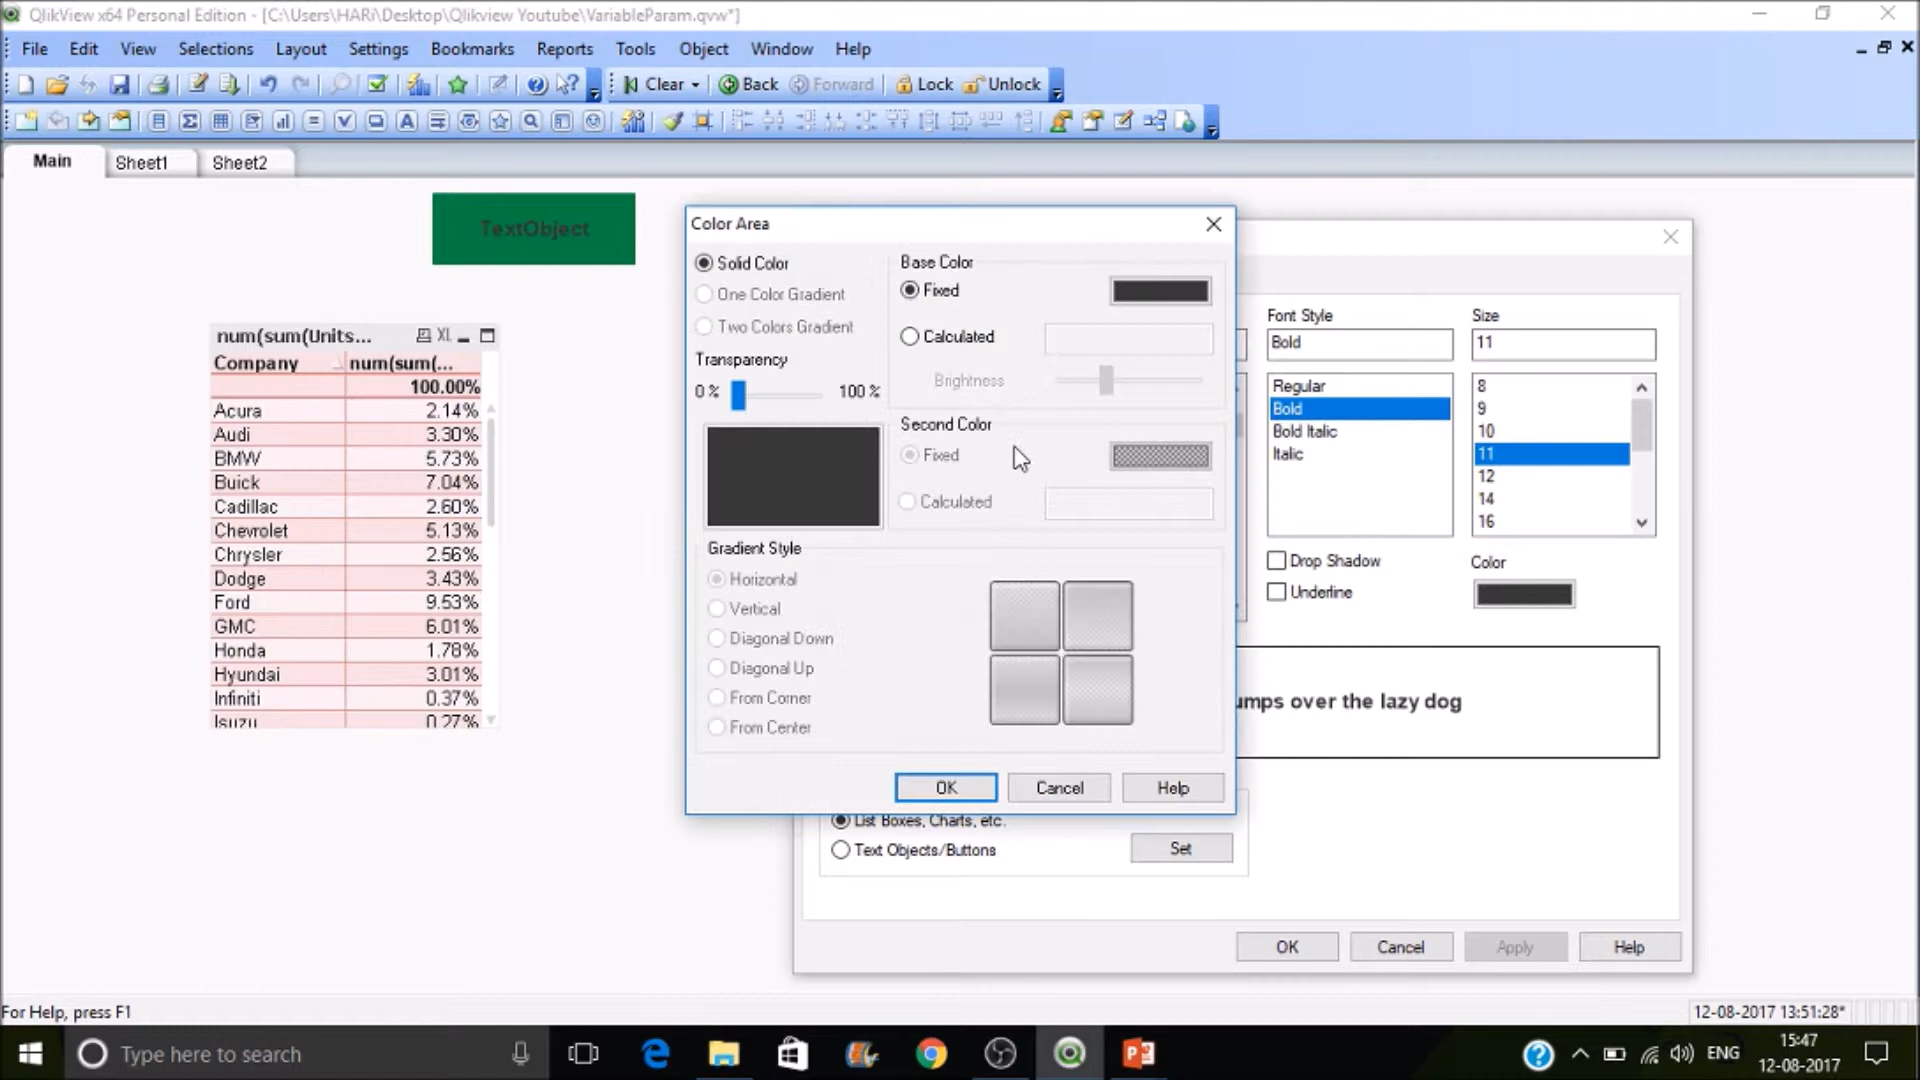 QlikView x64 Personal Edition - [C:\Users\HARi\Desktop\Qlikview Youtube\VariableParam.qvw*]
File Edit View Selections Layout Settings Bookmarks Reports Tools Object Window Help
Clear Back Forward Lock Unlock
Main Sheet1 Sheet2
TextObject
num(sum(Units... XL
Company num(sum(...
100.00%
Acura 2.14%
Audi 3.30%
BMW 5.73%
Buick 7.04%
Cadillac 2.60%
Chevrolet 5.13%
Chrysler 2.56%
Dodge 3.43%
Ford 9.53%
GMC 6.01%
Honda 1.78%
Hyundai 3.01%
Infiniti 0.37%
Isuzu 0.27%
Color Area
Solid Color
One Color Gradient
Two Colors Gradient
Transparency
0 % 100 %
Base Color
Fixed
Calculated
Brightness
Second Color
Fixed
Calculated
Gradient Style
Horizontal
Vertical
Diagonal Down
Diagonal Up
From Corner
From Center
OK Cancel Help
Font Style
Bold
Regular
Bold
Bold Italic
Italic
Size
11
8
9
10
11
12
14
16
Drop Shadow
Underline
Color
umps over the lazy dog
List Boxes, Charts, etc.
Text Objects/Buttons
Set
OK Cancel Apply Help
For Help, press F1
12-08-2017 13:51:28*
Type here to search
ENG
15:47
12-08-2017